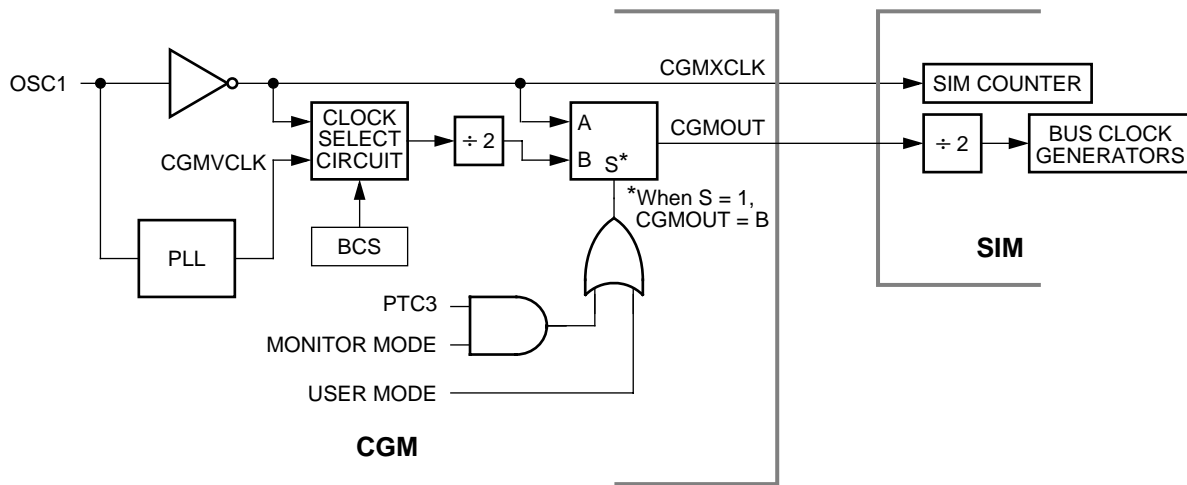 OSC1
CGMXCLK
SIM COUNTER
CLOCK
SELECT
CIRCUIT
÷ 2
A
B
S*
CGMOUT
÷ 2
BUS CLOCK
GENERATORS
CGMVCLK
*When S = 1,
CGMOUT = B
PLL
BCS
SIM
PTC3
MONITOR MODE
USER MODE
CGM